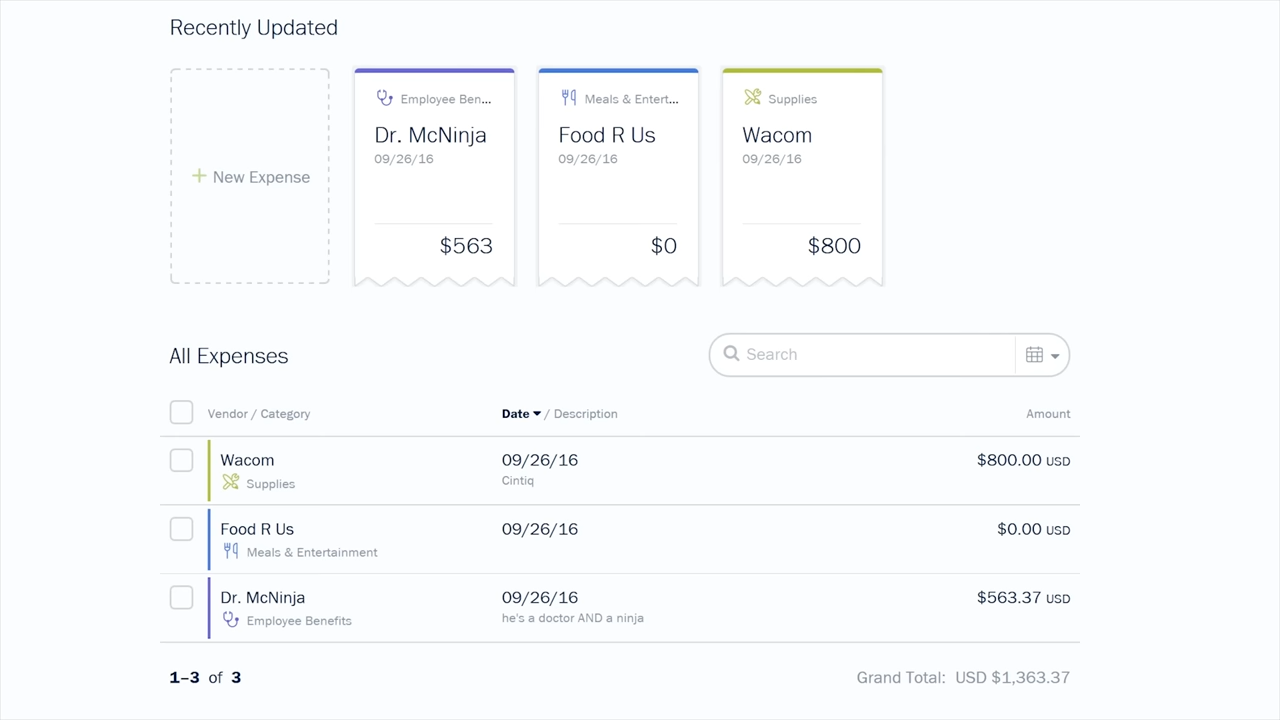 Recently Updated
+ New Expense
Employee Ben...
Dr. McNinja
09/26/16
$563
Meals & Entert...
Food R Us
09/26/16
$0
Supplies
Wacom
09/26/16
$800
All Expenses
Search
Vendor / Category Date / Description Amount
Wacom 09/26/16 $800.00 USD
Supplies Cintiq
Food R Us 09/26/16 $0.00 USD
Meals & Entertainment
Dr. McNinja 09/26/16 $563.37 USD
Employee Benefits he's a doctor AND a ninja
1–3 of 3 Grand Total: USD $1,363.37